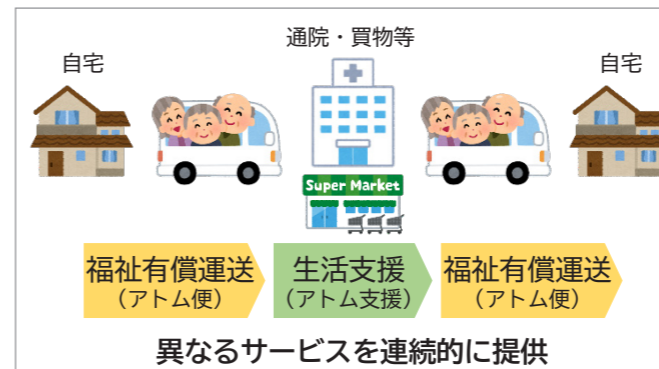 通院・買物等
自宅
自宅
Super Market
福祉有償運送
（アトム便）
生活支援
（アトム支援）
福祉有償運送
（アトム便）
異なるサービスを連続的に提供